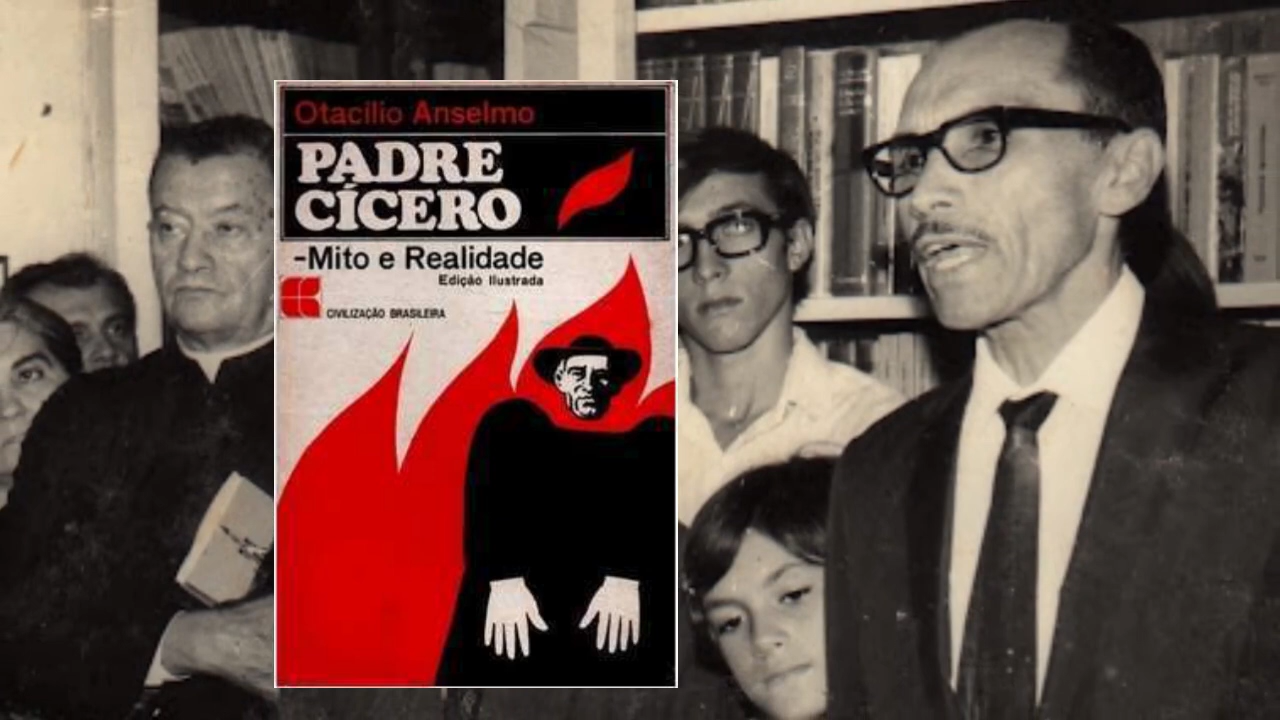 Otacílio Anselmo
PADRE
CÍCERO
-Mito e Realidade
Edição Ilustrada
CIVILIZAÇÃO BRASILEIRA